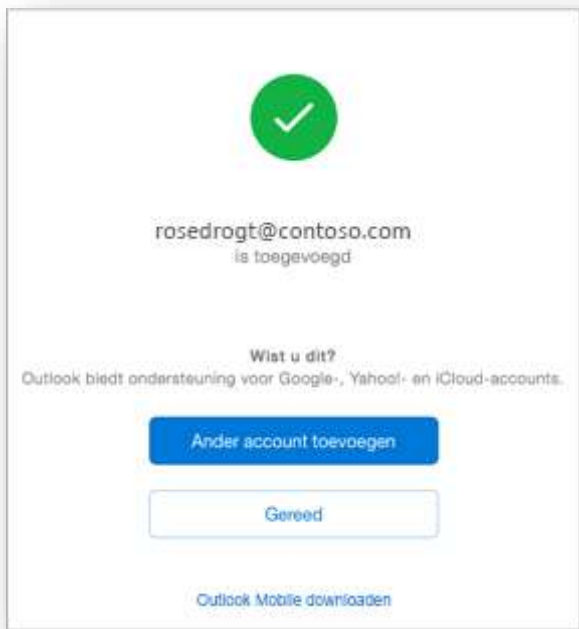 rosedrogt@contoso.com
is toegevoegd
Wist u dit?
Outlook biedt ondersteuning voor Google-, Yahoo!- en iCloud-accounts.
Ander account toevoegen
Gereed
Outlook Mobile downloaden